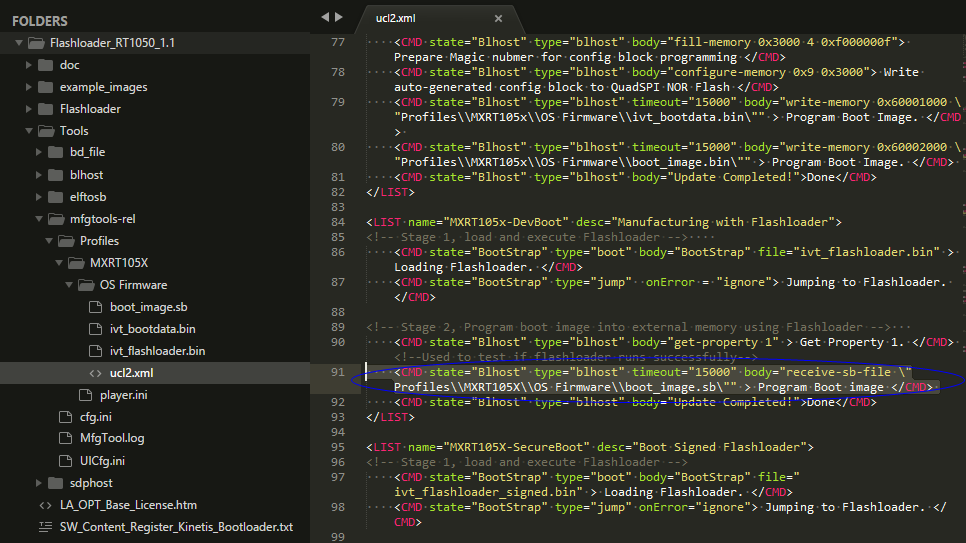 FOLDERS
Flashloader_RT1050_1.1
doc
example_images
Flashloader
Tools
bd_file
blhost
elftosb
mfgtools-rel
Profiles
MXRT105X
OS Firmware
boot_image.sb
ivt_bootdata.bin
ivt_flashloader.bin
ucl2.xml
player.ini
cfg.ini
MfgTool.log
UICfg.ini
sdphost
LA_OPT_Base_License.htm
SW_Content_Register_Kinetis_Bootloader.txt
ucl2.xml ×
77 <CMD state="Blhost" type="blhost" body="fill-memory 0x3000 4 0xf000000f">
Prepare Magic nubmer for config block programming </CMD>
78 <CMD state="Blhost" type="blhost" body="configure-memory 0x9 0x3000"> Write
auto-generated config block to QuadSPI NOR Flash </CMD>
79 <CMD state="Blhost" type="blhost" timeout="15000" body="write-memory 0x60001000 \
"Profiles\\MXRT105x\\OS Firmware\\ivt_bootdata.bin\"" > Program Boot Image. </CMD
>
80 <CMD state="Blhost" type="blhost" timeout="15000" body="write-memory 0x60002000 \
"Profiles\\MXRT105x\\OS Firmware\\boot_image.bin\"" > Program Boot Image. </CMD>
81 <CMD state="Blhost" type="blhost" body="Update Completed!">Done</CMD>
82 </LIST>
83
84 <LIST name="MXRT105x-DevBoot" desc="Manufacturing with Flashloader">
85 <!-- Stage 1, load and execute Flashloader -->
86 <CMD state="BootStrap" type="boot" body="BootStrap" file="ivt_flashloader.bin" >
Loading Flashloader. </CMD>
87 <CMD state="BootStrap" type="jump"  onError = "ignore"> Jumping to Flashloader.
</CMD>
88
89 <!-- Stage 2, Program boot image into external memory using Flashloader -->
90 <CMD state="Blhost" type="blhost" body="get-property 1" > Get Property 1. </CMD>
<!--Used to test if flashloader runs successfully-->
91 <CMD state="Blhost" type="blhost" timeout="15000" body="receive-sb-file \"
Profiles\\MXRT105X\\OS Firmware\\boot_image.sb\"" > Program Boot image </CMD>
92 <CMD state="Blhost" type="blhost" body="Update Completed!">Done</CMD>
93 </LIST>
94
95 <LIST name="MXRT105X-SecureBoot" desc="Boot Signed Flashloader">
96 <!-- Stage 1, load and execute Flashloader -->
97 <CMD state="BootStrap" type="boot" body="BootStrap" file="
ivt_flashloader_signed.bin" > Loading Flashloader. </CMD>
98 <CMD state="BootStrap" type="jump" onError="ignore"> Jumping to Flashloader. </
CMD>
99